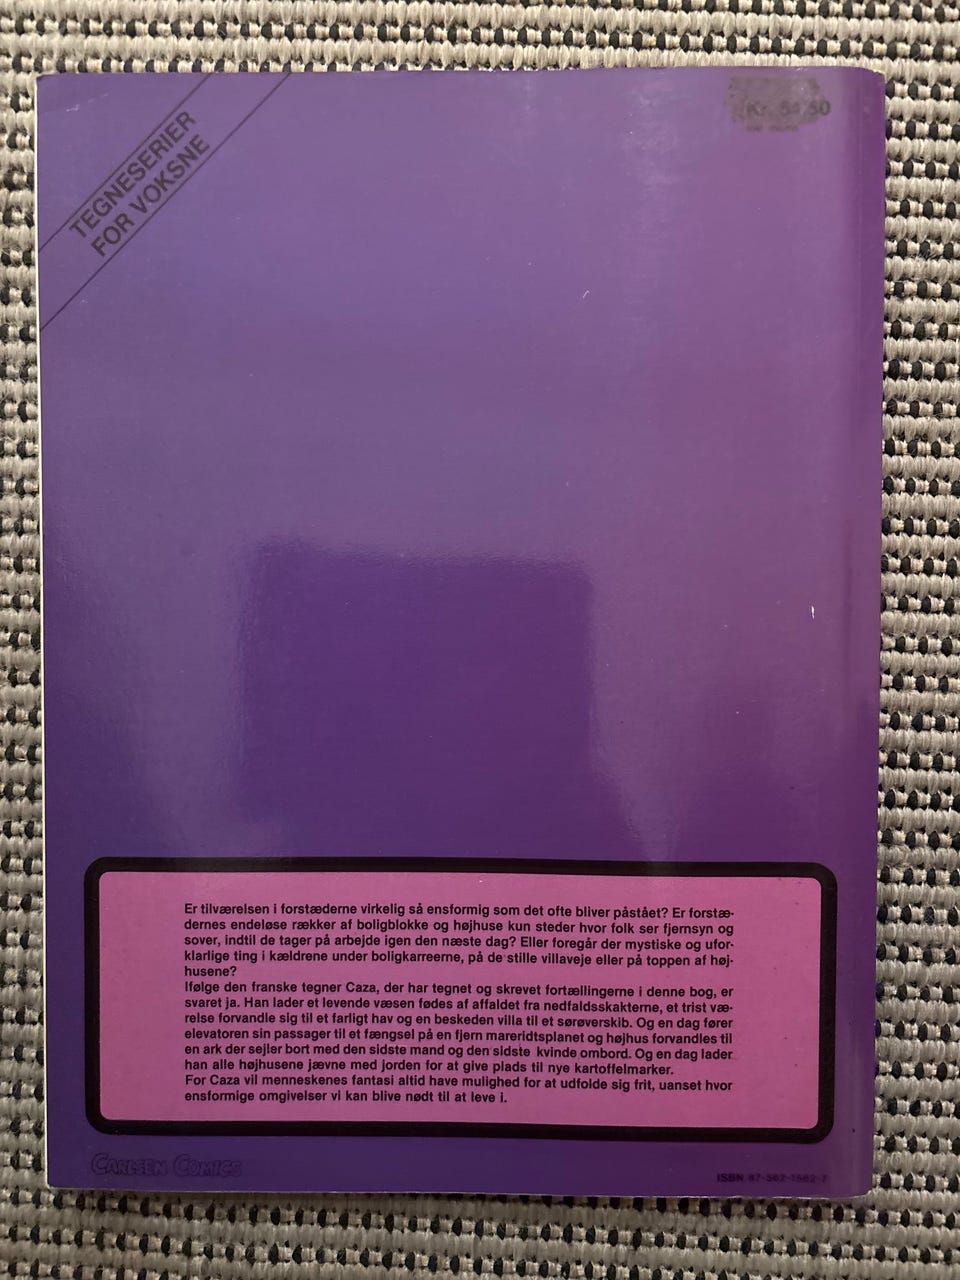 TEGNESERIER
FOR VOKSNE
Kr.
Er tilværelsen i forstæderne virkelig så ensformig som det ofte bliver påstået? Er forstæ-
dernes endeløse rækker af boligblokke og højhuse kun steder hvor folk ser fjernsyn og
sover, indtil de tager på arbejde igen den næste dag? Eller foregår der mystiske og ufor-
klarlige ting i kældrene under boligkarreerne, på de stille villaveje eller på toppen af høj-
husene?
Ifølge den franske tegner Caza, der har tegnet og skrevet fortællingerne i denne bog, er
svaret ja. Han lader et levende væsen fødes af affaldet fra nedfaldsskakterne, et trist væ-
relse forvandle sig til et farligt hav og en beskeden villa til et sørøverskib. Og en dag fører
elevatoren sin passager til et fængsel på en fjern mareridtsplanet og højhus forvandles til
en ark der sejler bort med den sidste mand og den sidste kvinde ombord. Og en dag lader
han alle højhusene jævne med jorden for at give plads til nye kartoffelmarker.
For Caza vil menneskenes fantasi altid have mulighed for at udfolde sig frit, uanset hvor
ensformige omgivelser vi kan blive nødt til at leve i.
CARLSEN COMICS
ISBN